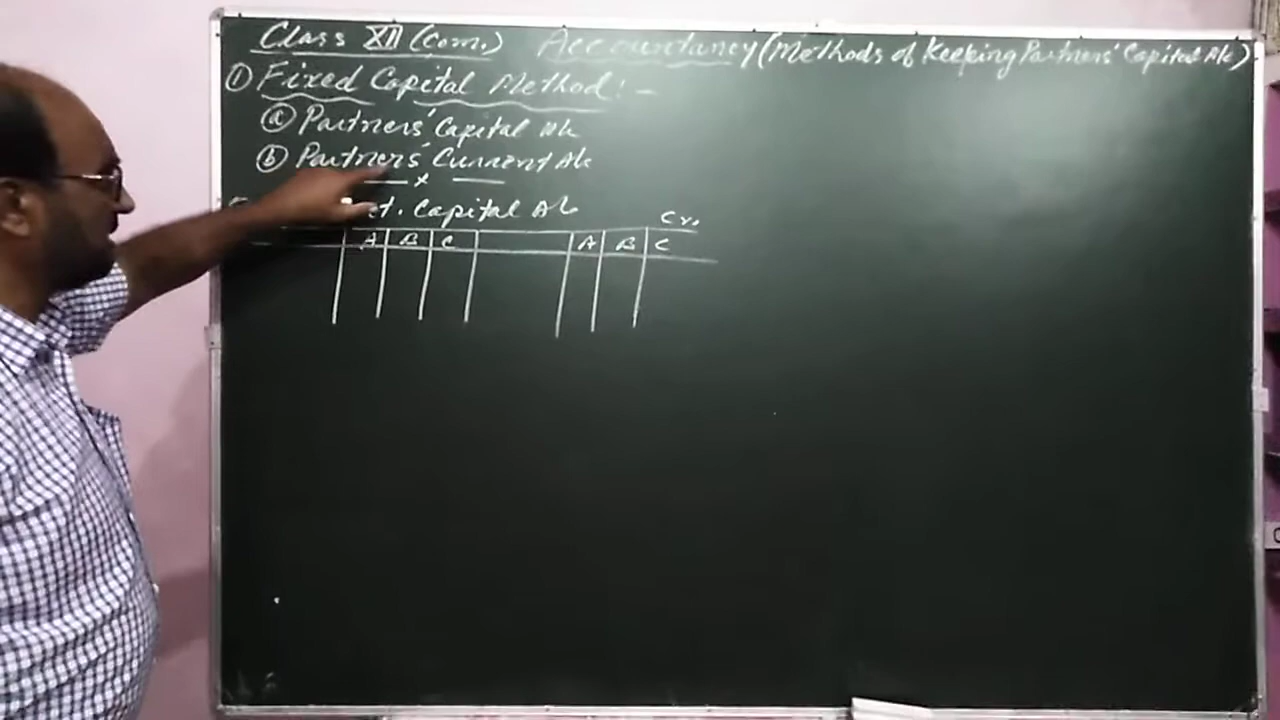 Class XII (Com.) Accountancy (Methods of Keeping Partners' Capital A/c)
① Fixed Capital Method:-
ⓐ Partners' Capital A/c
ⓑ Partners' Current A/c
x
Capital A/c
Cr.
A B C A B C